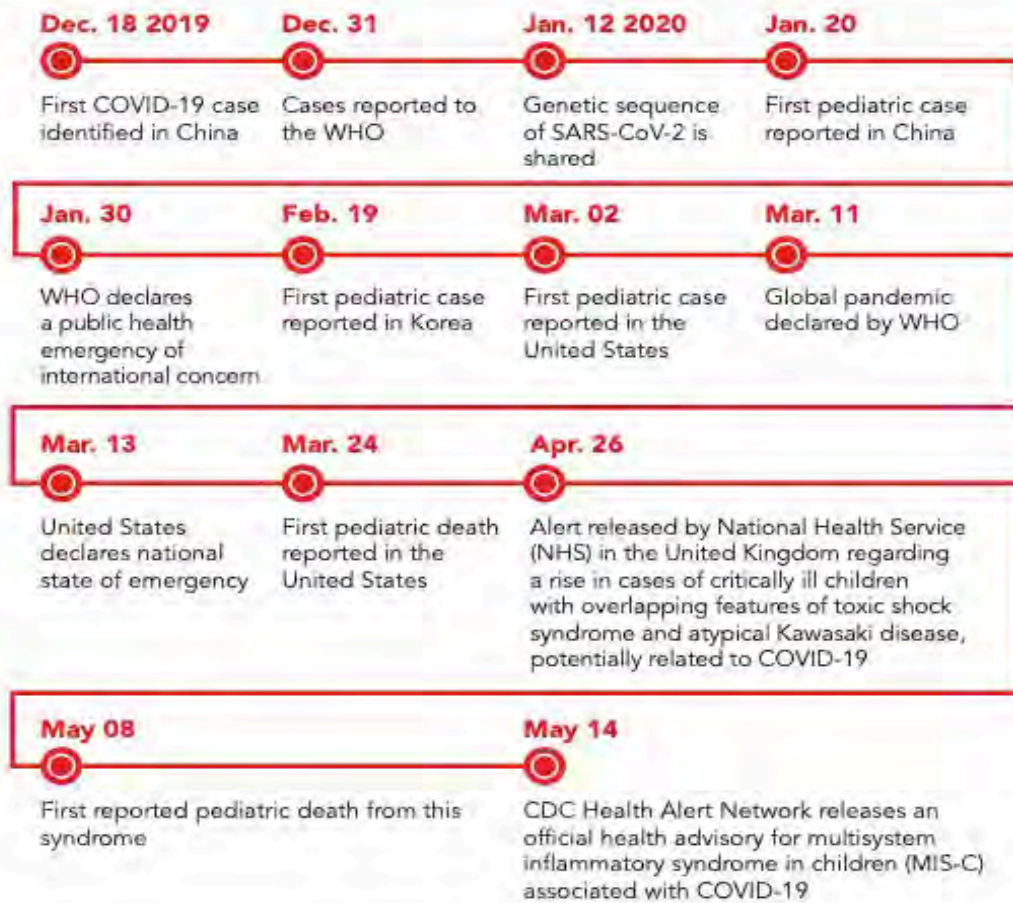 Dec. 18 2019
First COVID-19 case
identified in China
Dec. 31
Cases reported to
the WHO
Jan. 12 2020
Genetic sequence
of SARS-CoV-2 is
shared
Jan. 20
First pediatric case
reported in China
Jan. 30
WHO declares
a public health
emergency of
international concern
Feb. 19
First pediatric case
reported in Korea
Mar. 02
First pediatric case
reported in the
United States
Mar. 11
Global pandemic
declared by WHO
Mar. 13
United States
declares national
state of emergency
Mar. 24
First pediatric death
reported in the
United States
Apr. 26
Alert released by National Health Service
(NHS) in the United Kingdom regarding
a rise in cases of critically ill children
with overlapping features of toxic shock
syndrome and atypical Kawasaki disease,
potentially related to COVID-19
May 08
First reported pediatric death from this
syndrome
May 14
CDC Health Alert Network releases an
official health advisory for multisystem
inflammatory syndrome in children (MIS-C)
associated with COVID-19